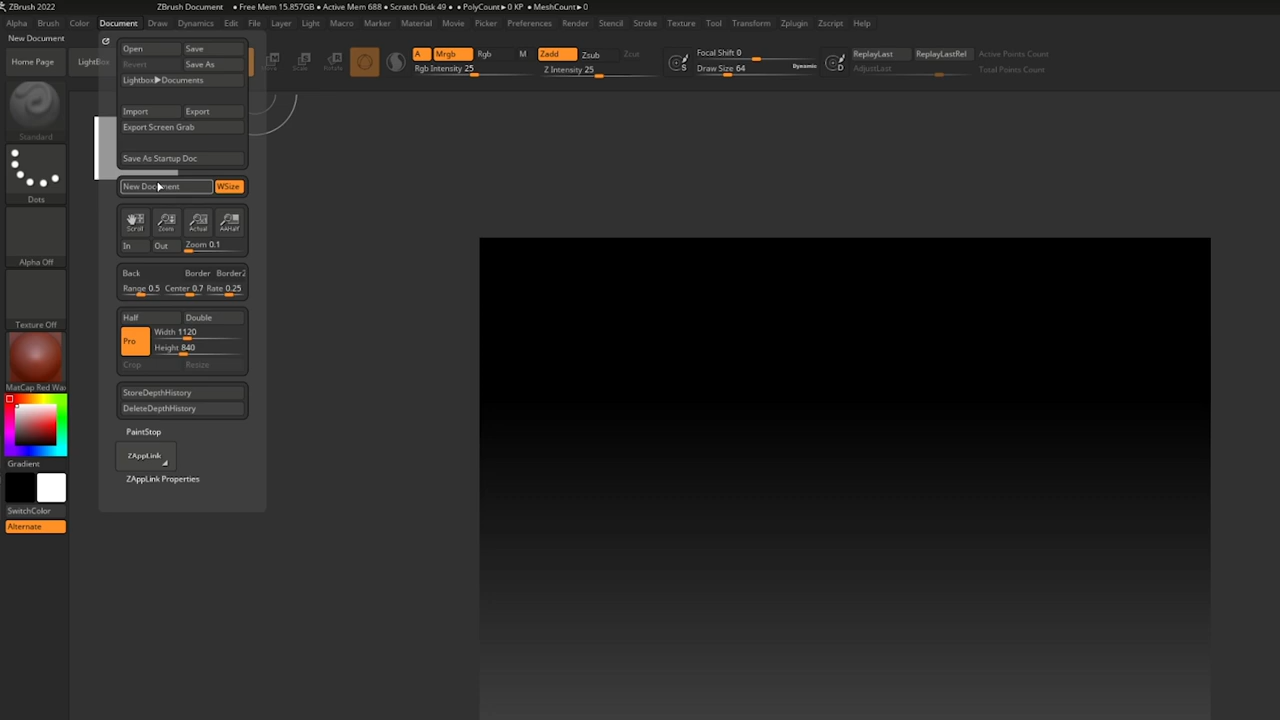 ZBrush 2022 ZBrush Document • Free Mem 15.857GB • Active Mem 688 • Scratch Disk 49 • PolyCount▶0 KP • MeshCount▶0
Alpha Brush Color Document Draw Dynamics Edit File Layer Light Macro Marker Material Movie Picker Preferences Render Stencil Stroke Texture Tool Transform Zplugin Zscript Help
New Document
Home Page LightBox
Open Save
Revert Save As
Lightbox▶Documents
Import Export
Export Screen Grab
Save As Startup Doc
New Document WSize
Scroll Zoom Actual AAHalf
In Out Zoom 0.1
Back Border Border2
Range 0.5 Center 0.7 Rate 0.25
Half Double
Pro Width 1120
Height 840
Crop Resize
StoreDepthHistory
DeleteDepthHistory
PaintStop
ZAppLink
ZAppLink Properties
Move Scale Rotate
A Mrgb Rgb M
Rgb Intensity 25
Zadd Zsub Zcut
Z Intensity 25
S
Focal Shift 0
Draw Size 64 Dynamic
D
ReplayLast ReplayLastRel
AdjustLast
Active Points Count
Total Points Count
Standard
Dots
Alpha Off
Texture Off
MatCap Red Wax
Gradient
SwitchColor
Alternate